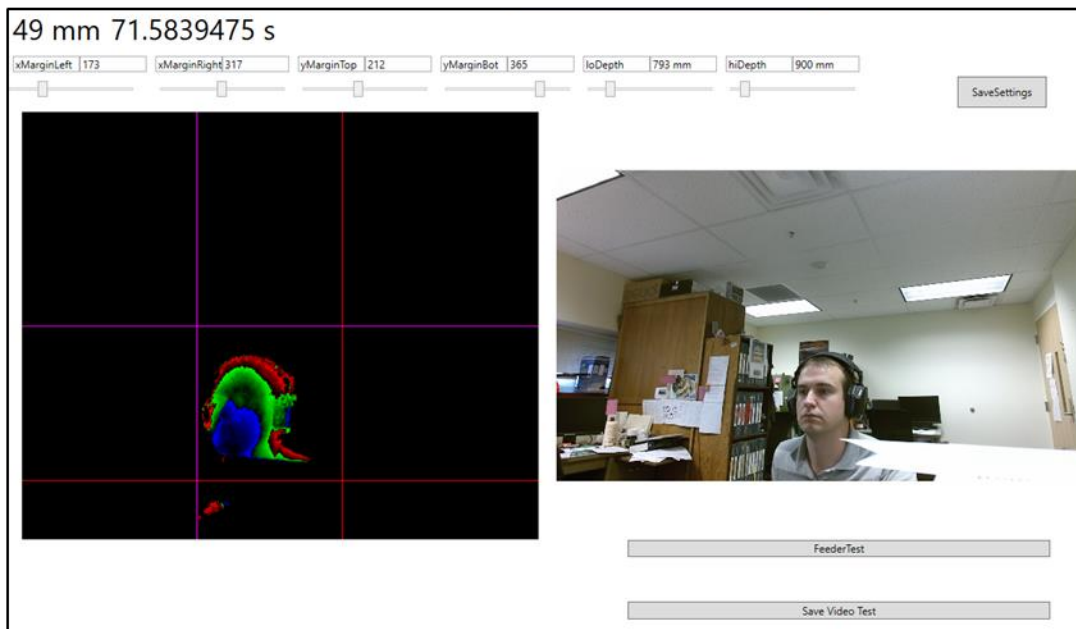 49 mm 71.5839475 s
xMarginLeft 173 xMarginRight 317 yMarginTop 212 yMarginBot 365 loDepth 793 mm hiDepth 900 mm
SaveSettings
FeederTest
Save Video Test